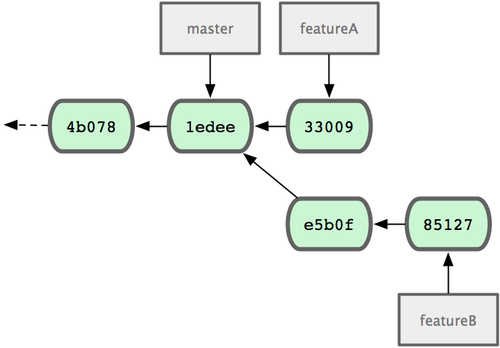 master
featureA
4b078
1edee
33009
e5b0f
85127
featureB